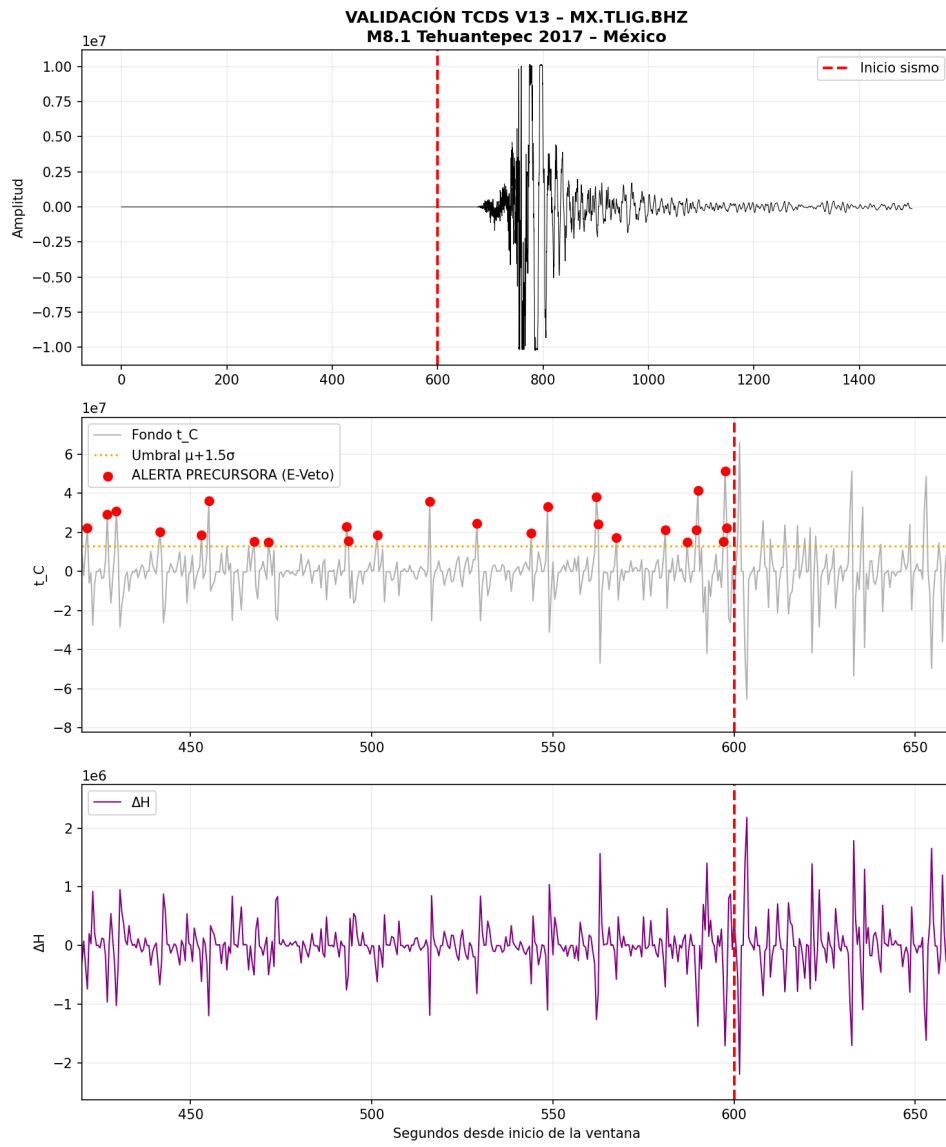 VALIDACIÓN TCDS V13 – MX.TLIG.BHZ
M8.1 Tehuantepec 2017 – México
1e7
Inicio sismo
1.00
0.75
0.50
0.25
0.00
−0.25
−0.50
−0.75
−1.00
Amplitud
0 200 400 600 800 1000 1200 1400
1e7
Fondo t_C
Umbral μ+1.5σ
ALERTA PRECURSORA (E-Veto)
6
4
2
0
−2
−4
−6
−8
t_C
450 500 550 600 650
1e6
ΔH
2
1
0
−1
−2
ΔH
450 500 550 600 650
Segundos desde inicio de la ventana